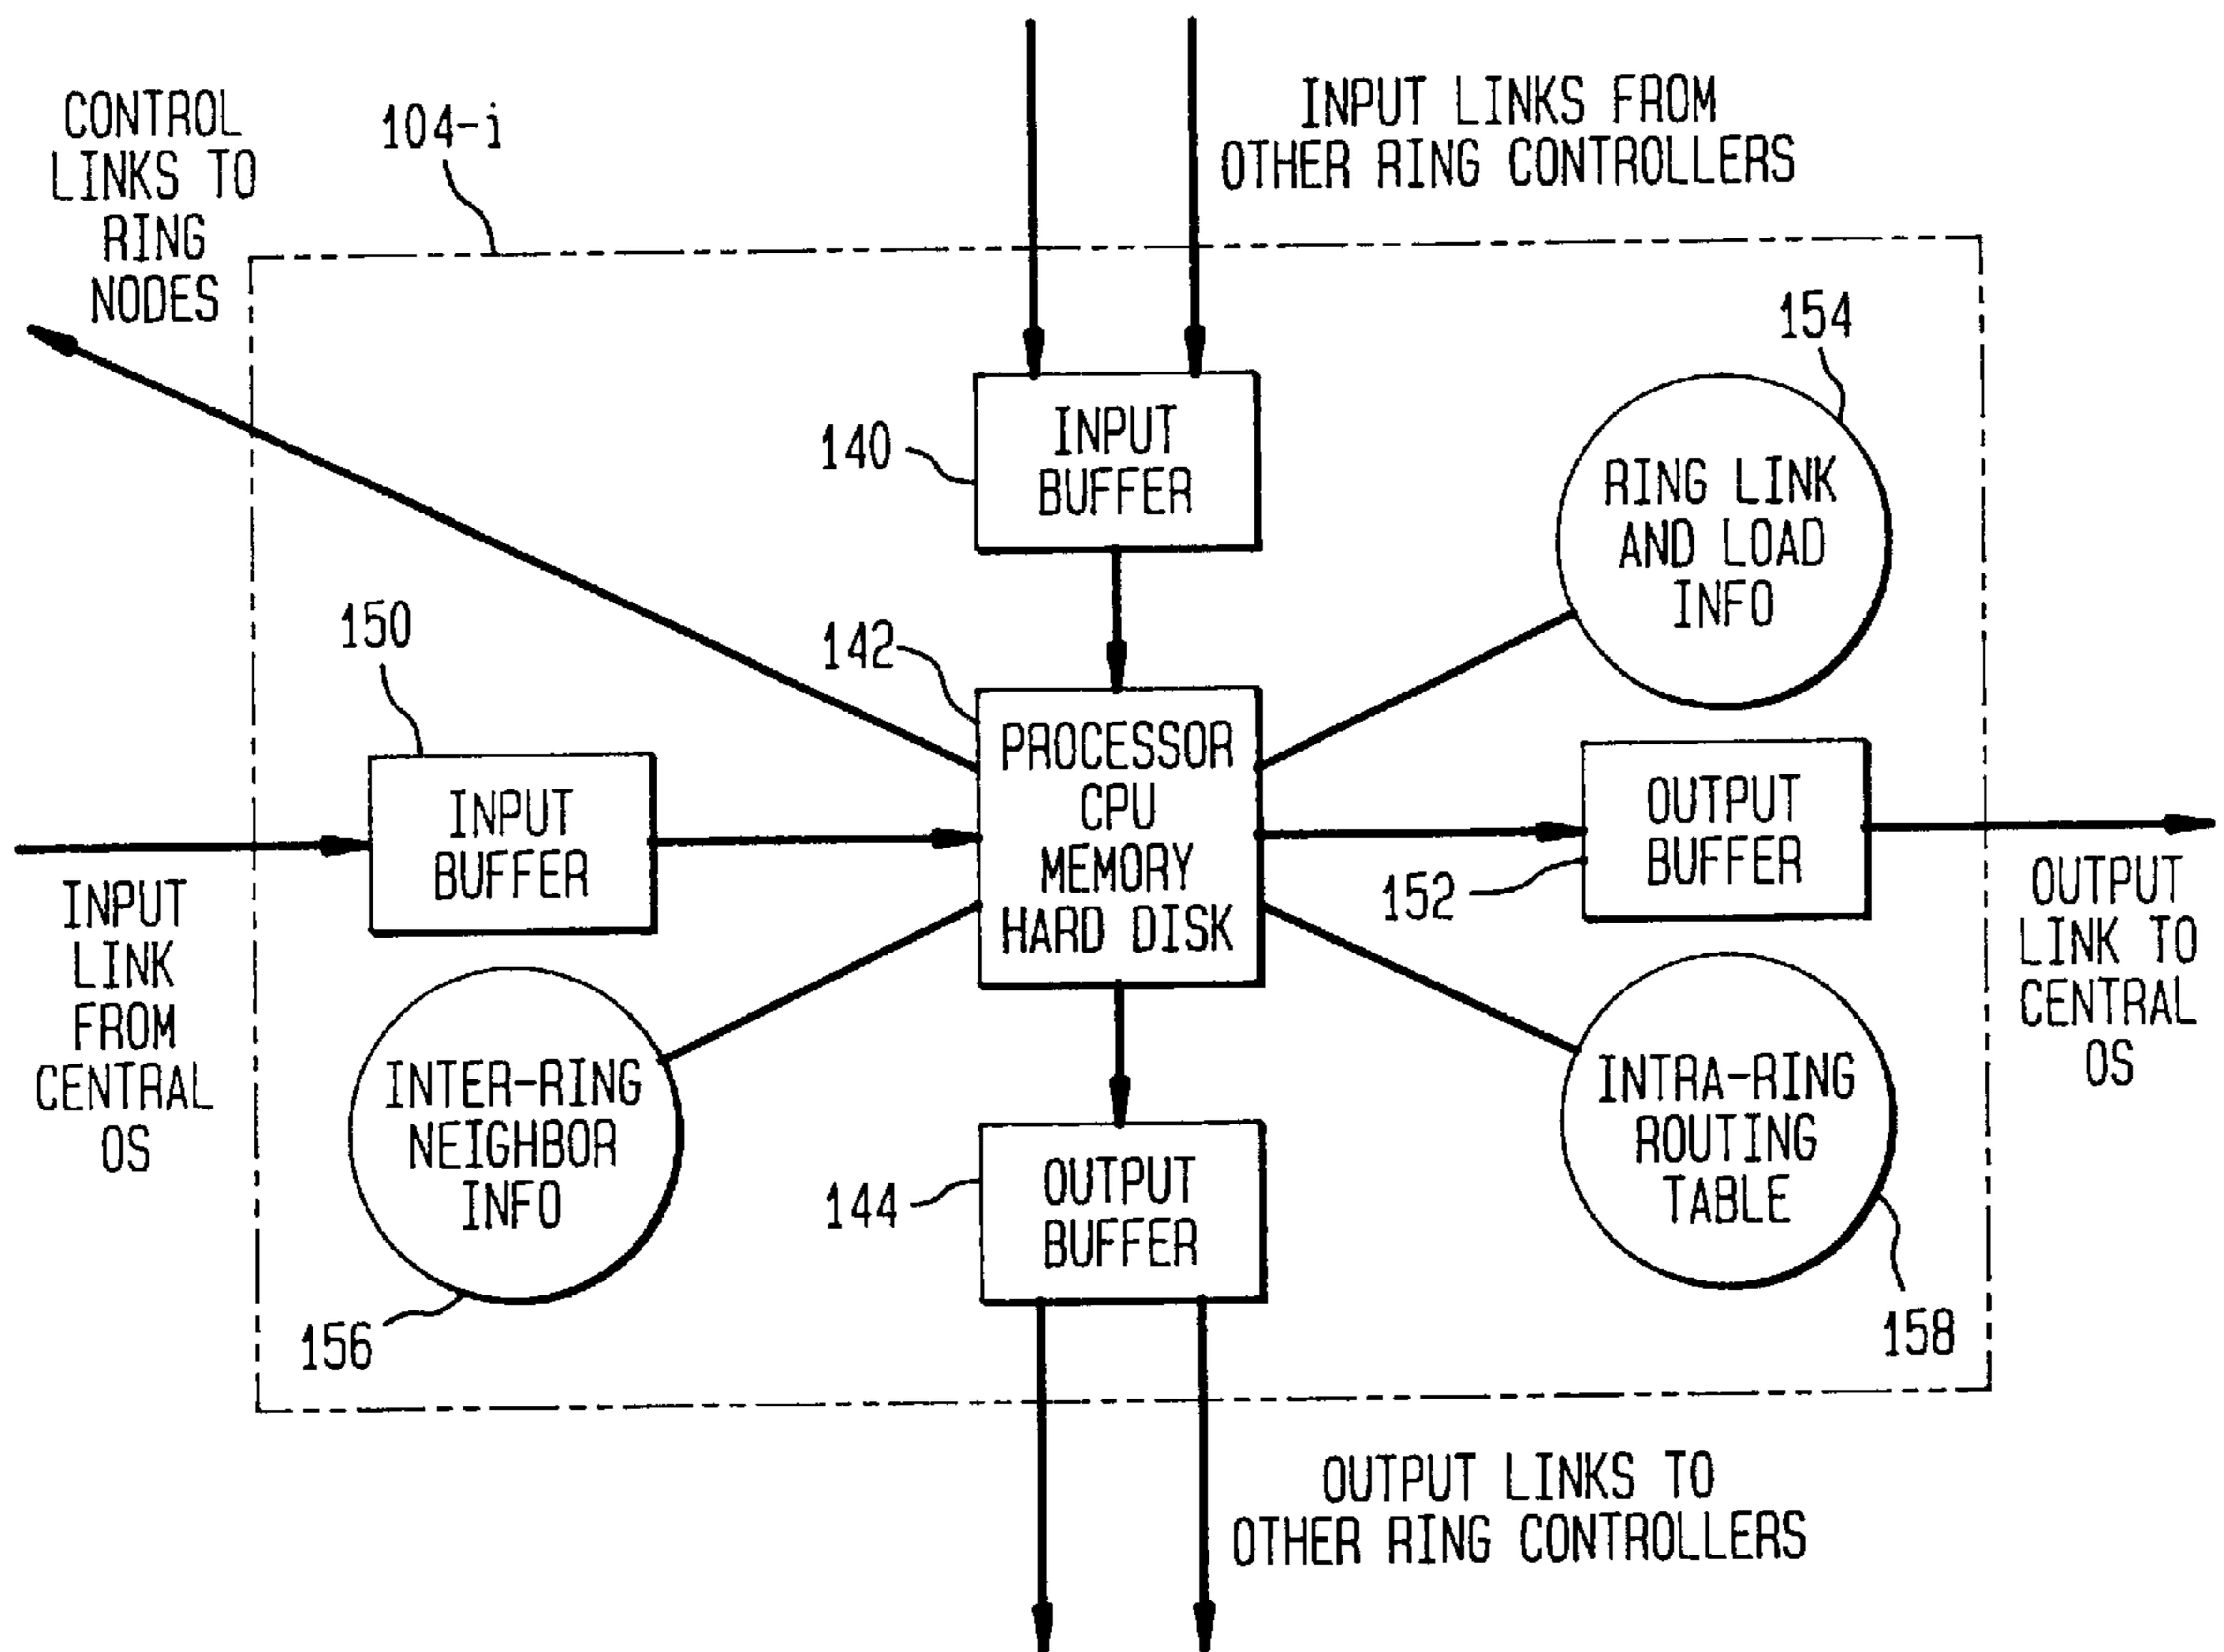 CONTROL
LINKS TO
RING
NODES
104-i
INPUT LINKS FROM
OTHER RING CONTROLLERS
154
140
INPUT
BUFFER
RING LINK
AND LOAD
INFO
150
142
INPUT
BUFFER
PROCESSOR
CPU
MEMORY
HARD DISK
OUTPUT
BUFFER
152
INPUT
LINK
FROM
CENTRAL
OS
OUTPUT
LINK TO
CENTRAL
OS
INTER-RING
NEIGHBOR
INFO
156
144
OUTPUT
BUFFER
INTRA-RING
ROUTING
TABLE
158
OUTPUT LINKS TO
OTHER RING CONTROLLERS